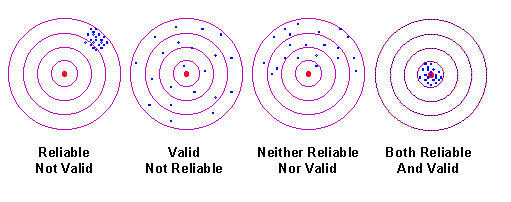 Reliable
Not Valid
Valid
Not Reliable
Neither Reliable
Nor Valid
Both Reliable
And Valid